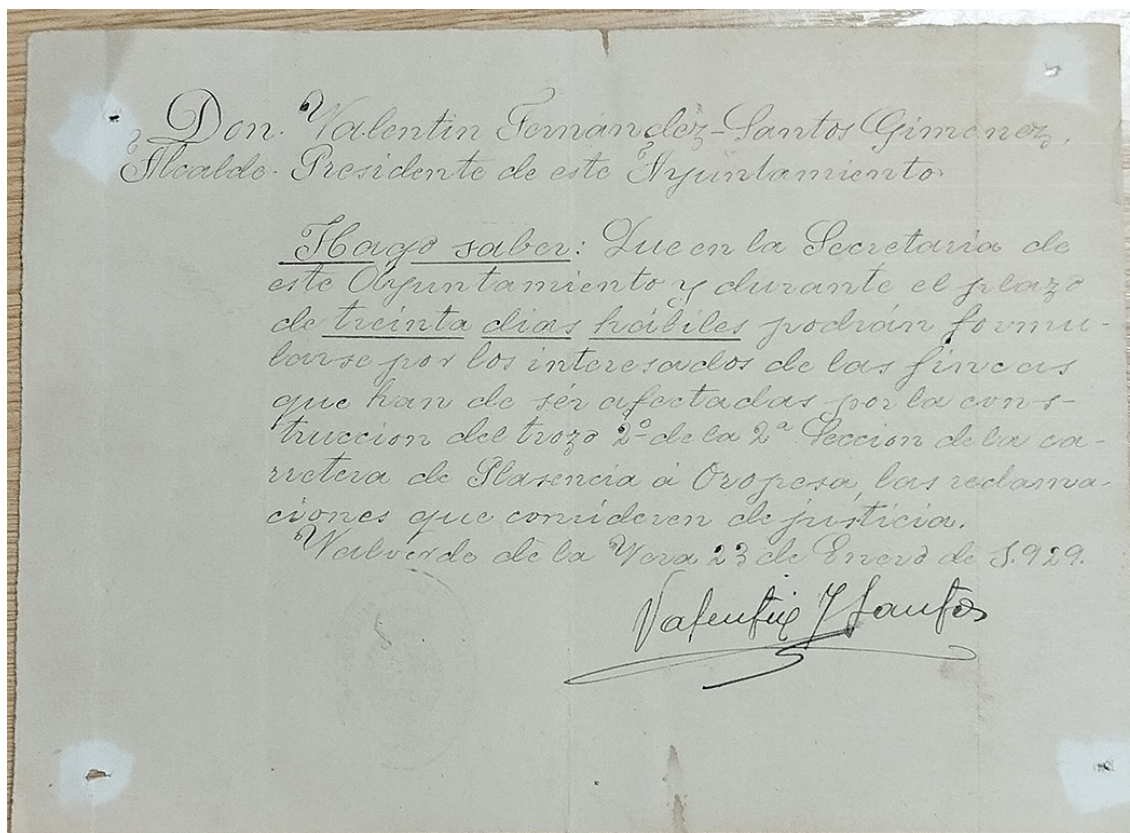 Don. Valentin Fernández-Santos Gimenez,
Alcalde-Presidente de este Ayuntamiento
Hago saber: Que en la Secretaria de
este Ayuntamiento y durante el plazo
de treinta dias hábiles podrán formu-
larse por los interesados de las fincas
que han de sér afectadas por la cons-
truccion del trozo 2º de la 2ª Seccion de la ca-
rretera de Plasencia á Oropesa, las reclama-
ciones que consideren de justicia.
Valverde de la Vera 23 de Enero de 1.929.
Valentin F Santos